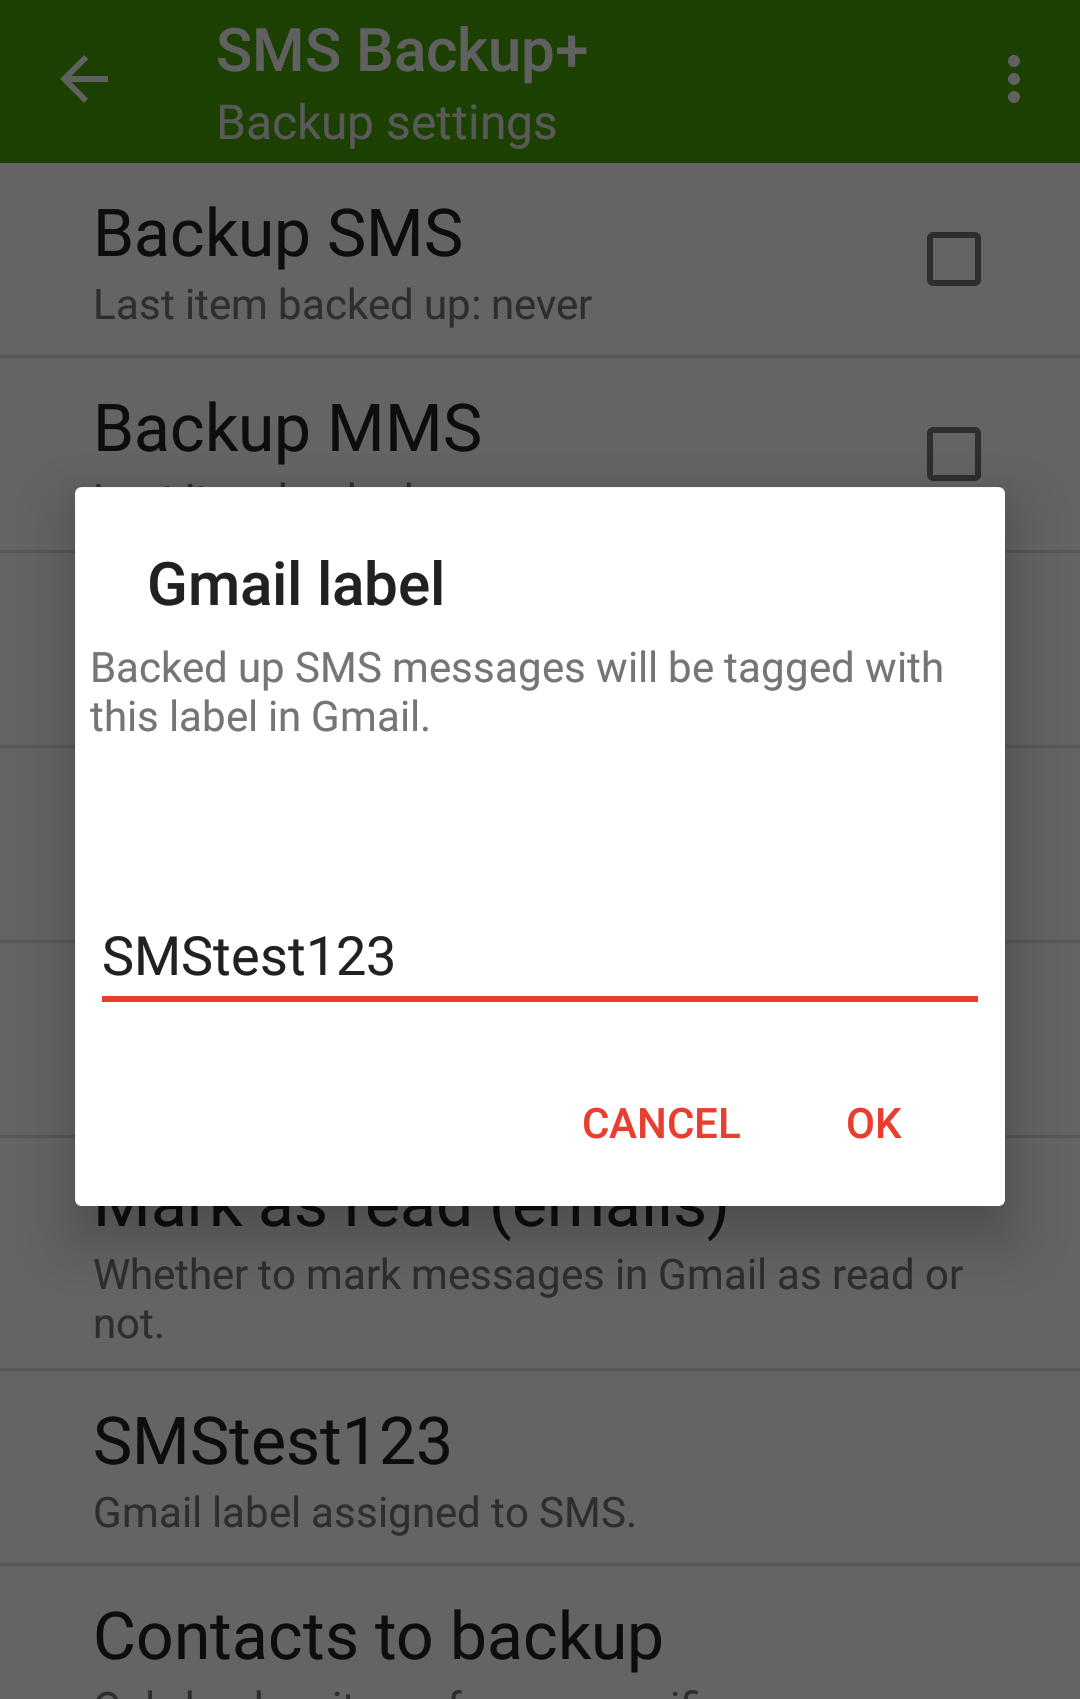 SMS Backup+
Backup settings
Backup SMS
Last item backed up: never
Backup MMS
Gmail label
Backed up SMS messages will be tagged with
this label in Gmail.
SMStest123
CANCEL OK
Mark as read (emails)
Whether to mark messages in Gmail as read or
not.
SMStest123
Gmail label assigned to SMS.
Contacts to backup